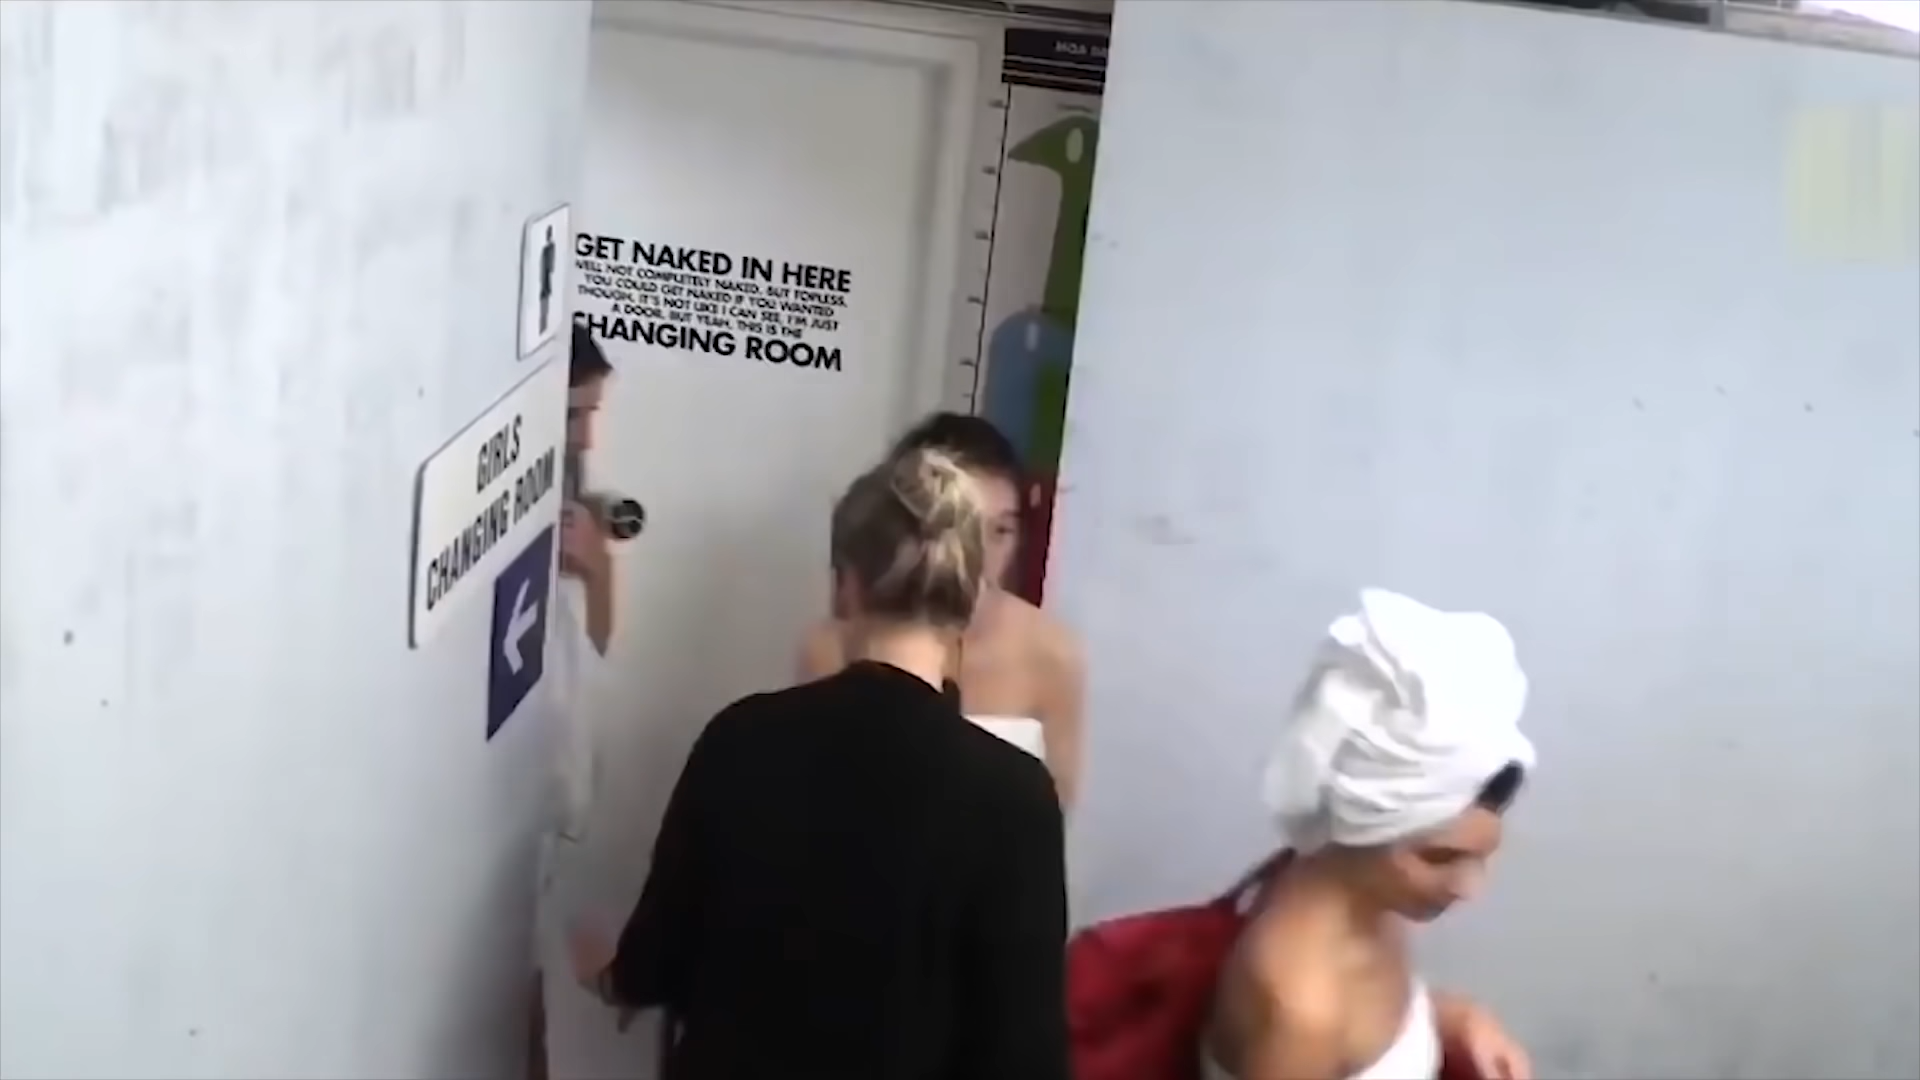 MOA
GET NAKED IN HERE
WELL NOT COMPLETELY NAKED, BUT TOPLESS.
YOU COULD GET NAKED IF YOU WANTED
THOUGH, IT'S NOT LIKE I CAN SEE, I'M JUST
A DOOR, BUT YEAH, THIS IS THE
CHANGING ROOM
GIRLS
CHANGING ROOM